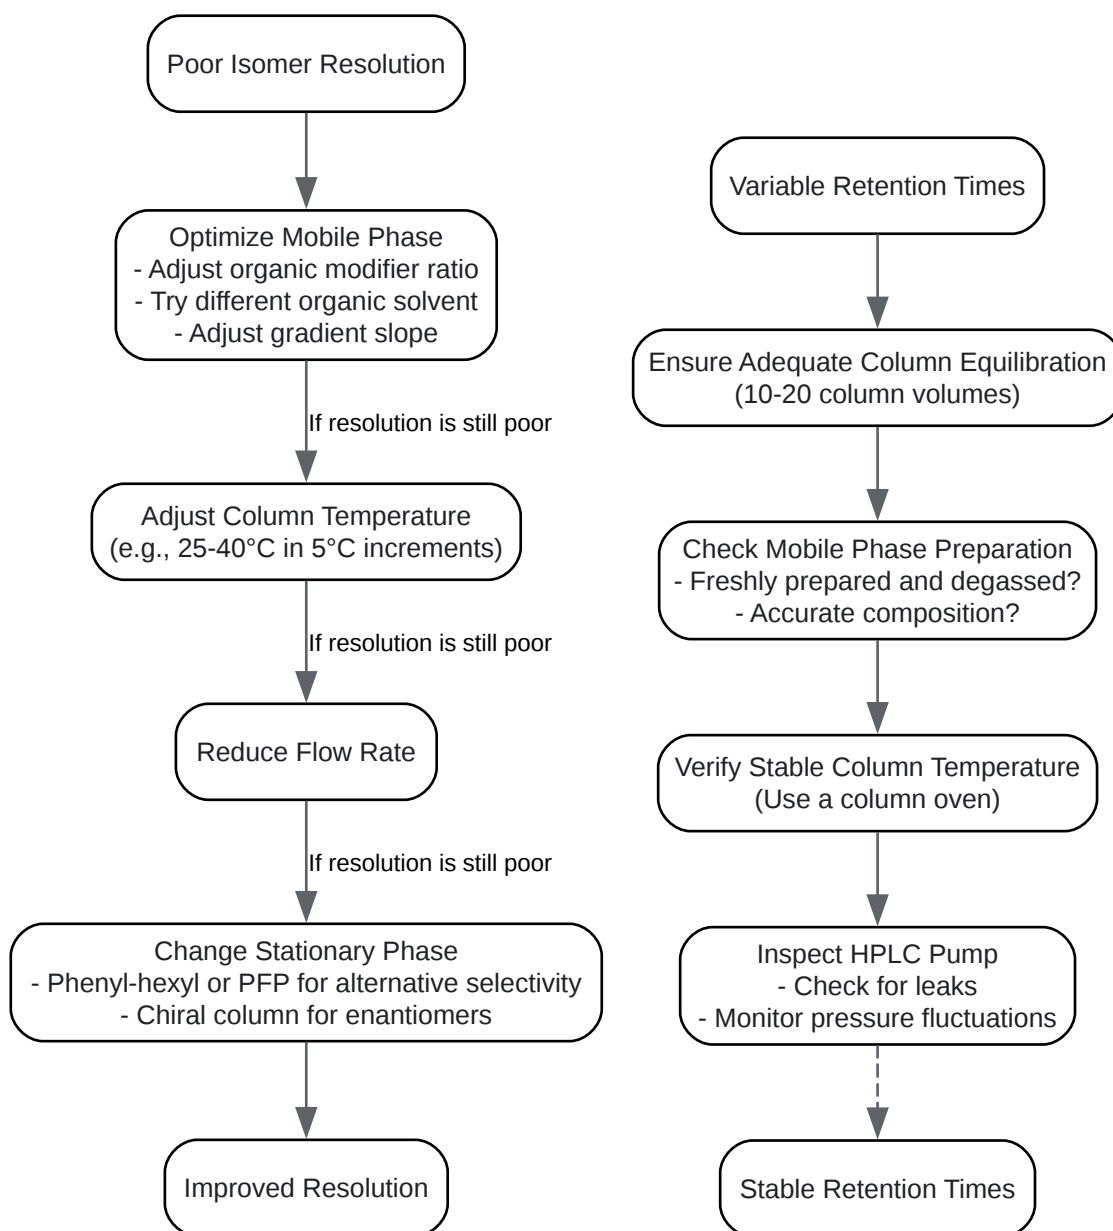 Poor Isomer Resolution
Optimize Mobile Phase
- Adjust organic modifier ratio
- Try different organic solvent
- Adjust gradient slope
If resolution is still poor
Adjust Column Temperature
(e.g., 25-40°C in 5°C increments)
If resolution is still poor
Reduce Flow Rate
If resolution is still poor
Change Stationary Phase
- Phenyl-hexyl or PFP for alternative selectivity
- Chiral column for enantiomers
Improved Resolution
Variable Retention Times
Ensure Adequate Column Equilibration
(10-20 column volumes)
Check Mobile Phase Preparation
- Freshly prepared and degassed?
- Accurate composition?
Verify Stable Column Temperature
(Use a column oven)
Inspect HPLC Pump
- Check for leaks
- Monitor pressure fluctuations
Stable Retention Times